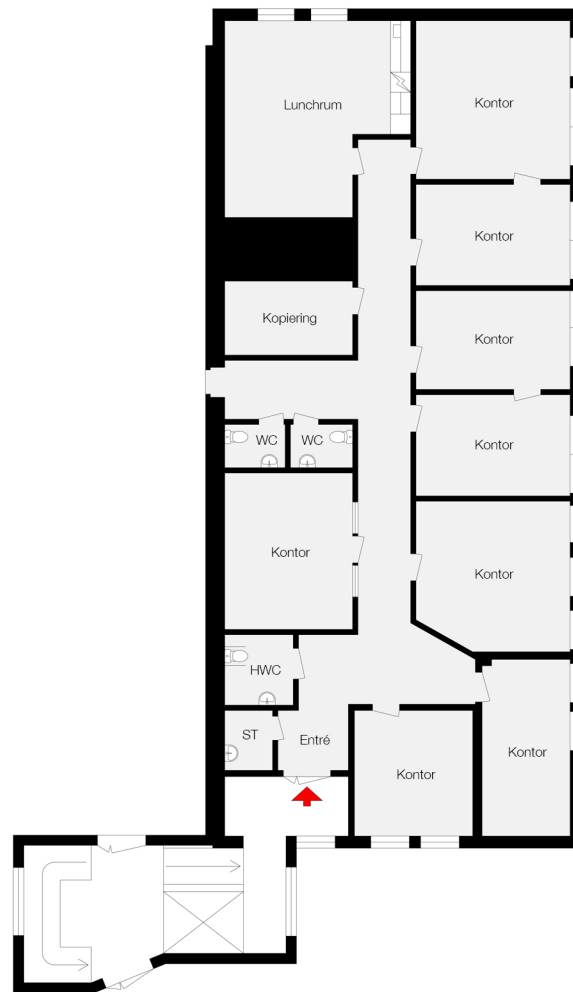 Lunchrum
Kontor
Kontor
Kopiering
Kontor
WC
WC
Kontor
Kontor
Kontor
HWC
ST
Entré
Kontor
Kontor